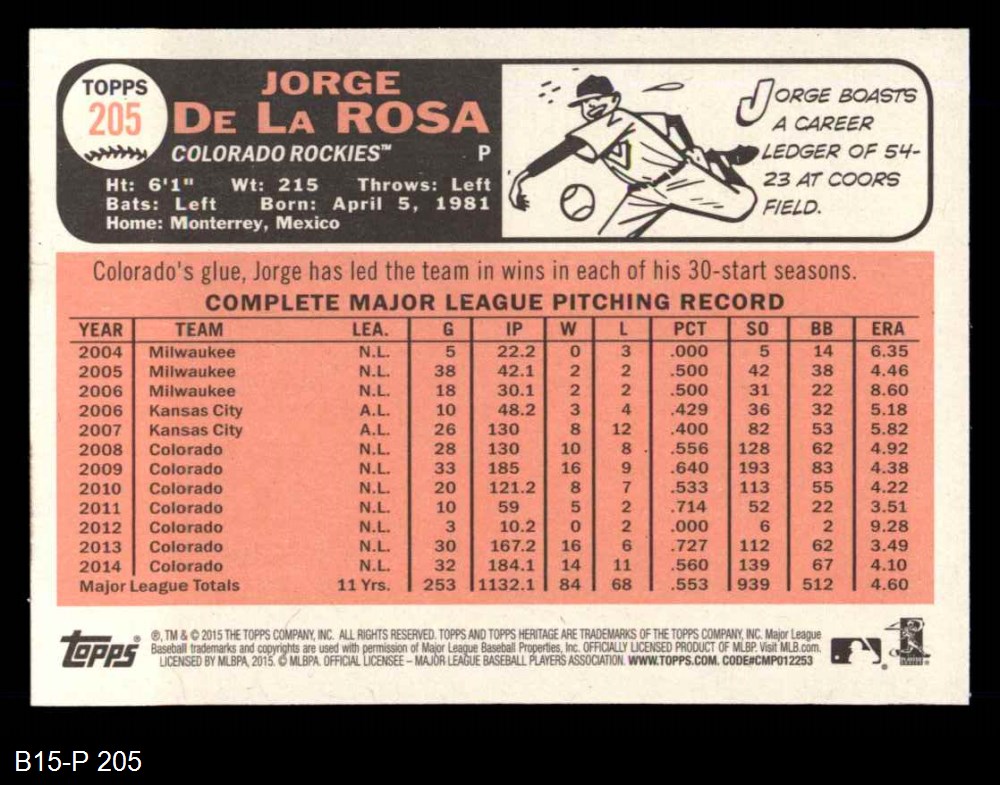 TOPPS
205
JORGE
DE LA ROSA
COLORADO ROCKIES™ P
Ht: 6'1" Wt: 215 Throws: Left
Bats: Left Born: April 5, 1981
Home: Monterrey, Mexico
JORGE BOASTS
A CAREER
LEDGER OF 54-
23 AT COORS
FIELD.
Colorado's glue, Jorge has led the team in wins in each of his 30-start seasons.
COMPLETE MAJOR LEAGUE PITCHING RECORD
YEAR TEAM LEA. G IP W L PCT SO BB ERA
2004 Milwaukee N.L. 5 22.2 0 3 .000 5 14 6.35
2005 Milwaukee N.L. 38 42.1 2 2 .500 42 38 4.46
2006 Milwaukee N.L. 18 30.1 2 2 .500 31 22 8.60
2006 Kansas City A.L. 10 48.2 3 4 .429 36 32 5.18
2007 Kansas City A.L. 26 130 8 12 .400 82 53 5.82
2008 Colorado N.L. 28 130 10 8 .556 128 62 4.92
2009 Colorado N.L. 33 185 16 9 .640 193 83 4.38
2010 Colorado N.L. 20 121.2 8 7 .533 113 55 4.22
2011 Colorado N.L. 10 59 5 2 .714 52 22 3.51
2012 Colorado N.L. 3 10.2 0 2 .000 6 2 9.28
2013 Colorado N.L. 30 167.2 16 6 .727 112 62 3.49
2014 Colorado N.L. 32 184.1 14 11 .560 139 67 4.10
Major League Totals 11 Yrs. 253 1132.1 84 68 .553 939 512 4.60
Topps®
®, TM & © 2015 THE TOPPS COMPANY, INC. ALL RIGHTS RESERVED. TOPPS AND TOPPS HERITAGE ARE TRADEMARKS OF THE TOPPS COMPANY, INC. Major League
Baseball trademarks and copyrights are used with permission of Major League Baseball Properties, Inc. OFFICIALLY LICENSED PRODUCT OF MLBP. Visit MLB.com.
LICENSED BY MLBPA, 2015. © MLBPA. OFFICIAL LICENSEE – MAJOR LEAGUE BASEBALL PLAYERS ASSOCIATION. WWW.TOPPS.COM. CODE#CMP012253
B15-P 205